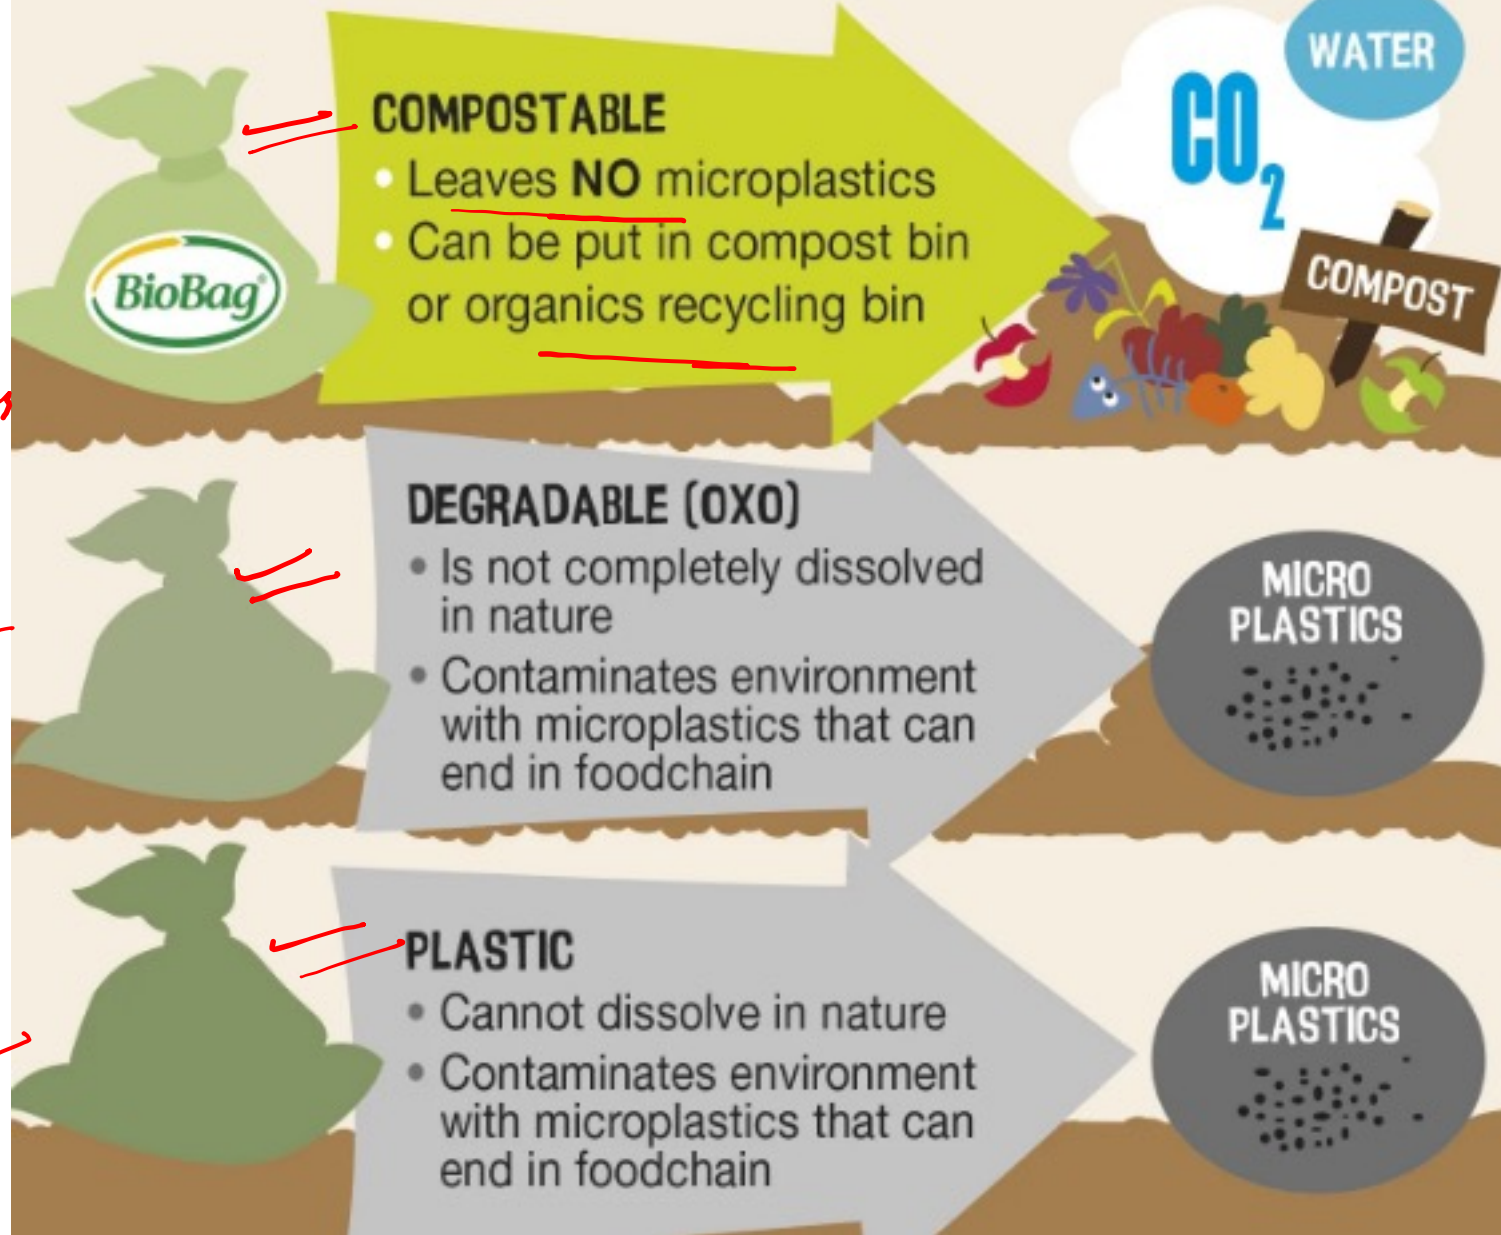 COMPOSTABLE
• Leaves NO microplastics
• Can be put in compost bin
or organics recycling bin
BioBag®
WATER
CO₂
COMPOST
DEGRADABLE (OXO)
• Is not completely dissolved
in nature
• Contaminates environment
with microplastics that can
end in foodchain
MICRO
PLASTICS
PLASTIC
• Cannot dissolve in nature
• Contaminates environment
with microplastics that can
end in foodchain
MICRO
PLASTICS